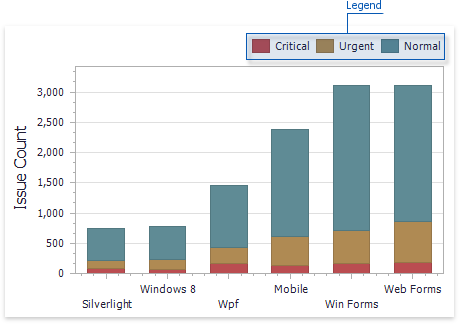 Legend
Critical Urgent Normal
Issue Count
3,000
2,500
2,000
1,500
1,000
500
0
Windows 8 Mobile Web Forms
Silverlight Wpf Win Forms